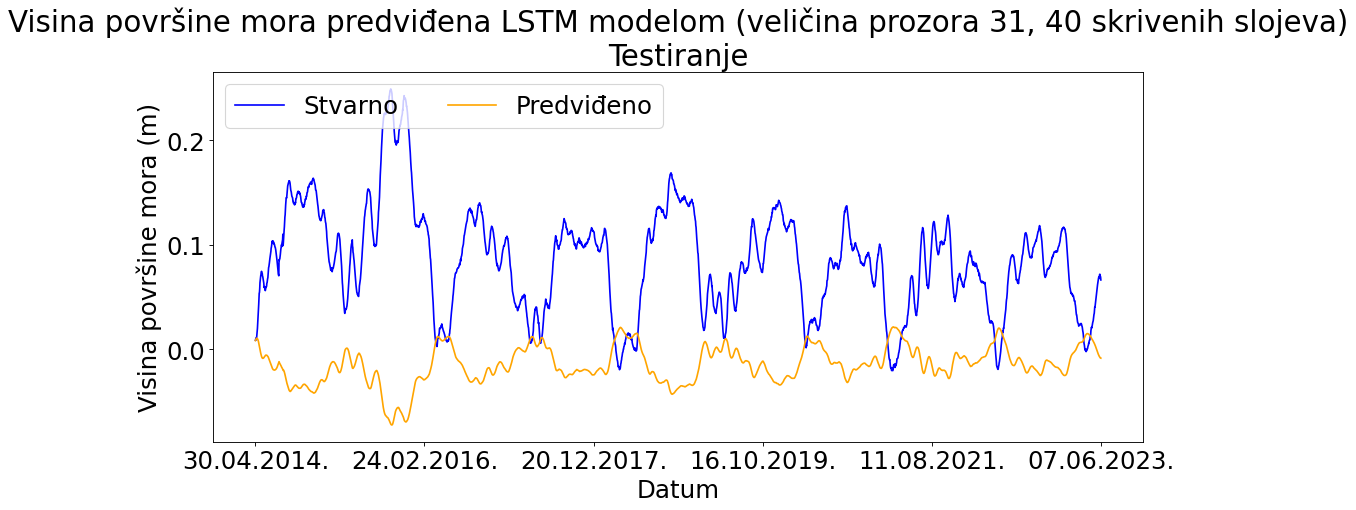 Visina površine mora predviđena LSTM modelom (veličina prozora 31, 40 skrivenih slojeva)
Testiranje
Stvarno
Predviđeno
Visina površine mora (m)
0.2
0.1
0.0
30.04.2014.
24.02.2016.
20.12.2017.
16.10.2019.
11.08.2021.
07.06.2023.
Datum